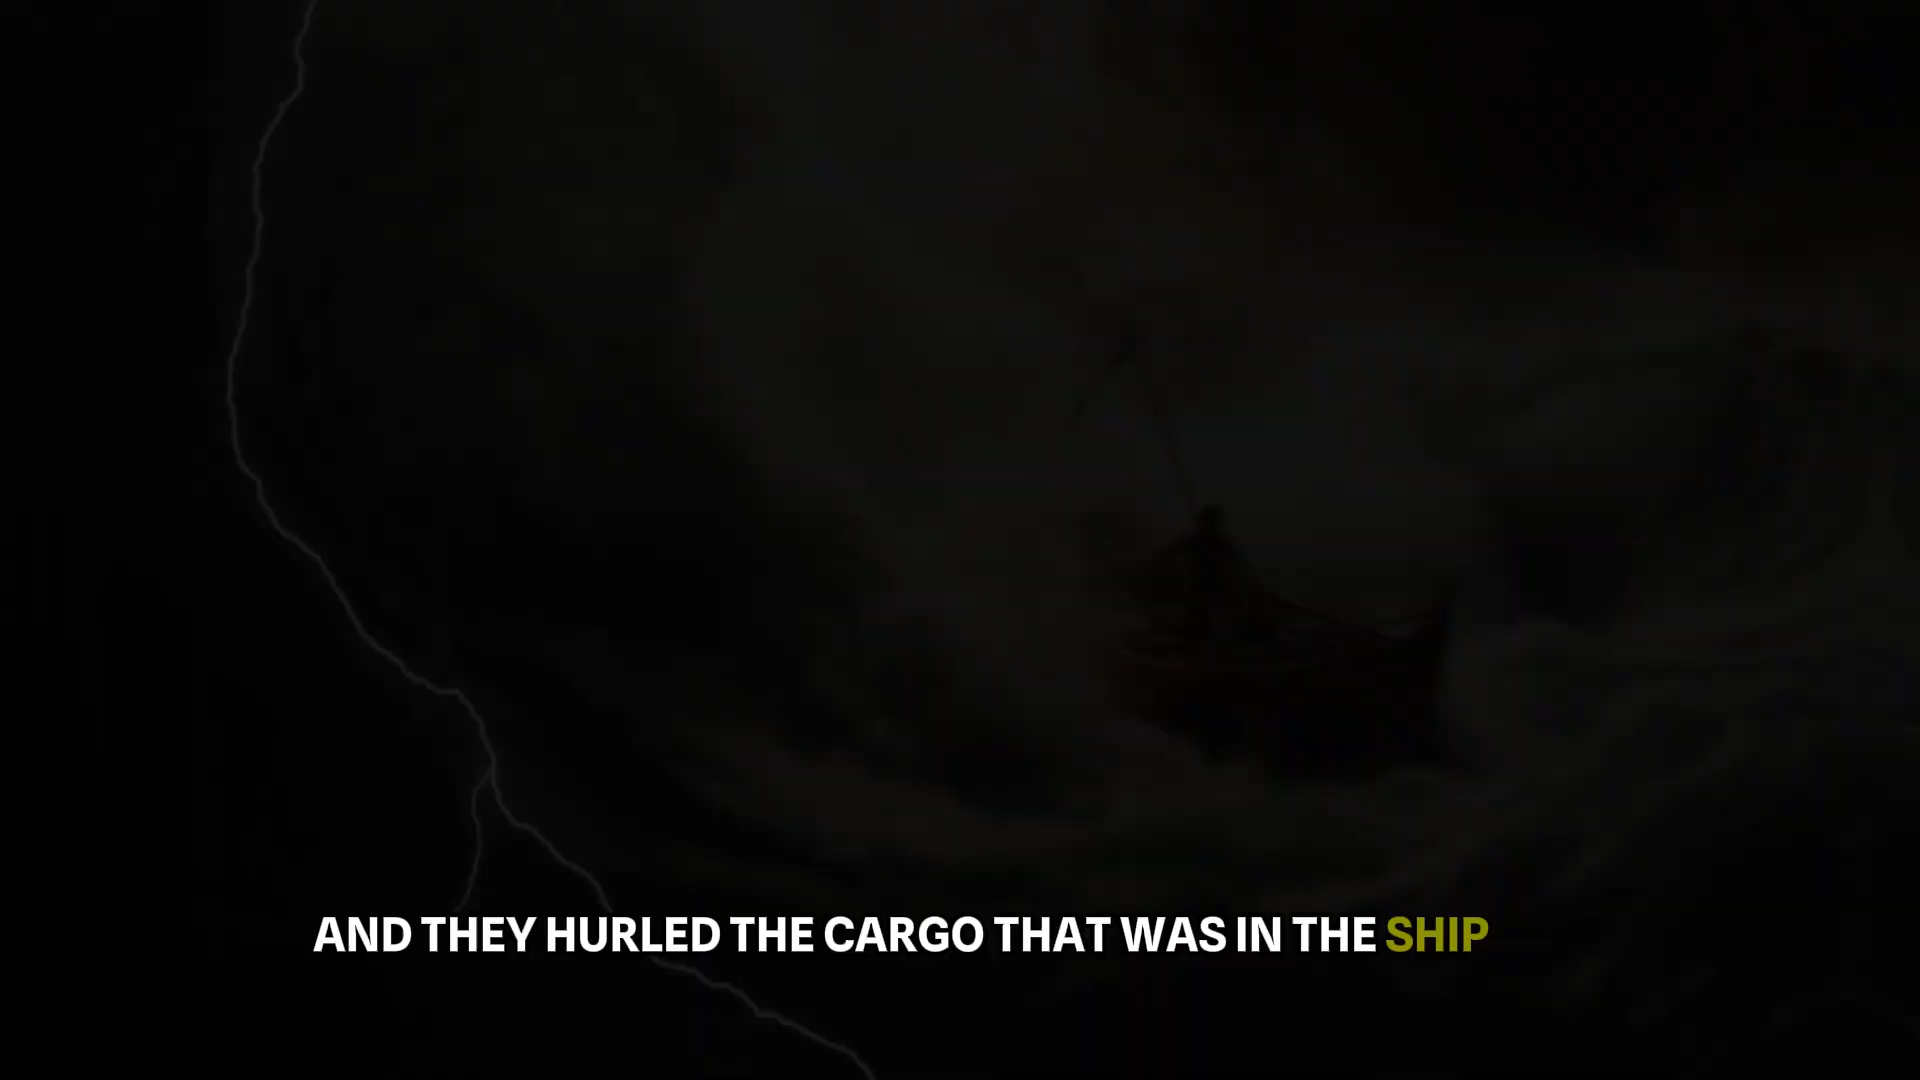 AND THEY HURLED THE CARGO THAT WAS IN THE SHIP